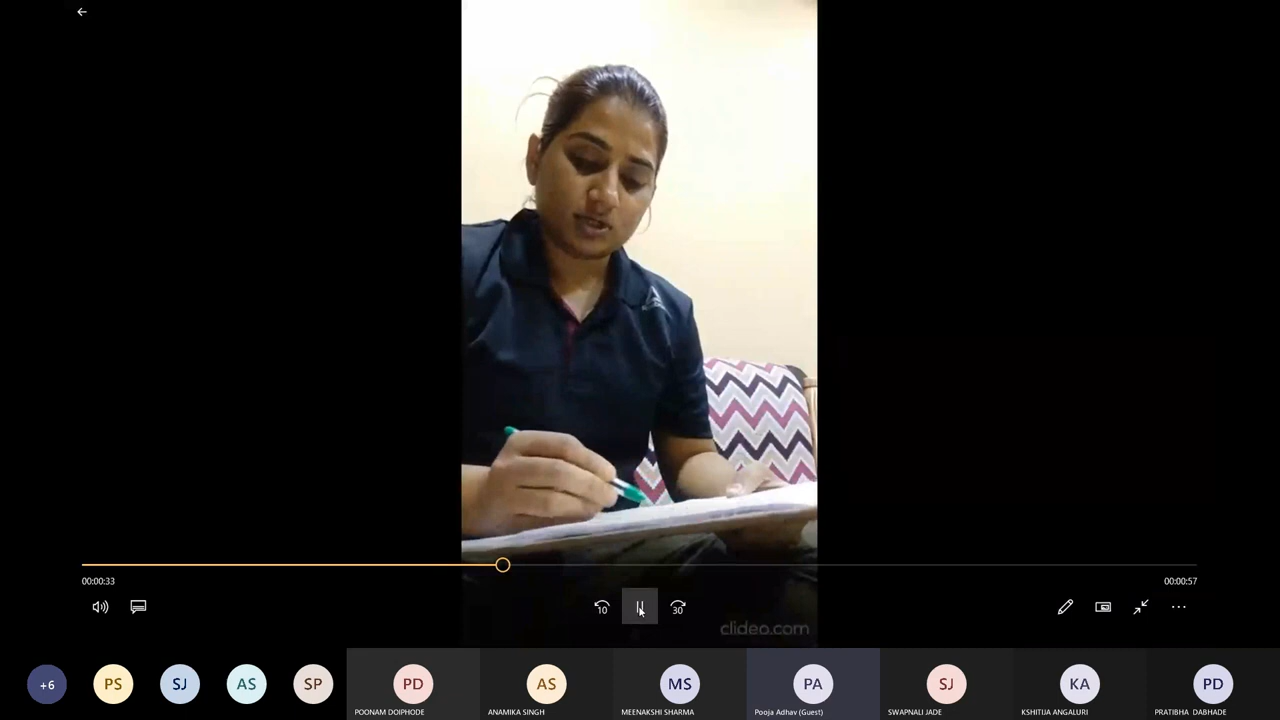 00:00:33
00:00:57
10
30
clideo.com
+6
PS
SJ
AS
SP
PD
AS
MS
PA
SJ
KA
PD
POONAM DOIPHODE
ANAMIKA SINGH
MEENAKSHI SHARMA
Pooja Adhav (Guest)
SWAPNALI JADE
KSHITIJA ANGALURI
PRATIBHA DABHADE